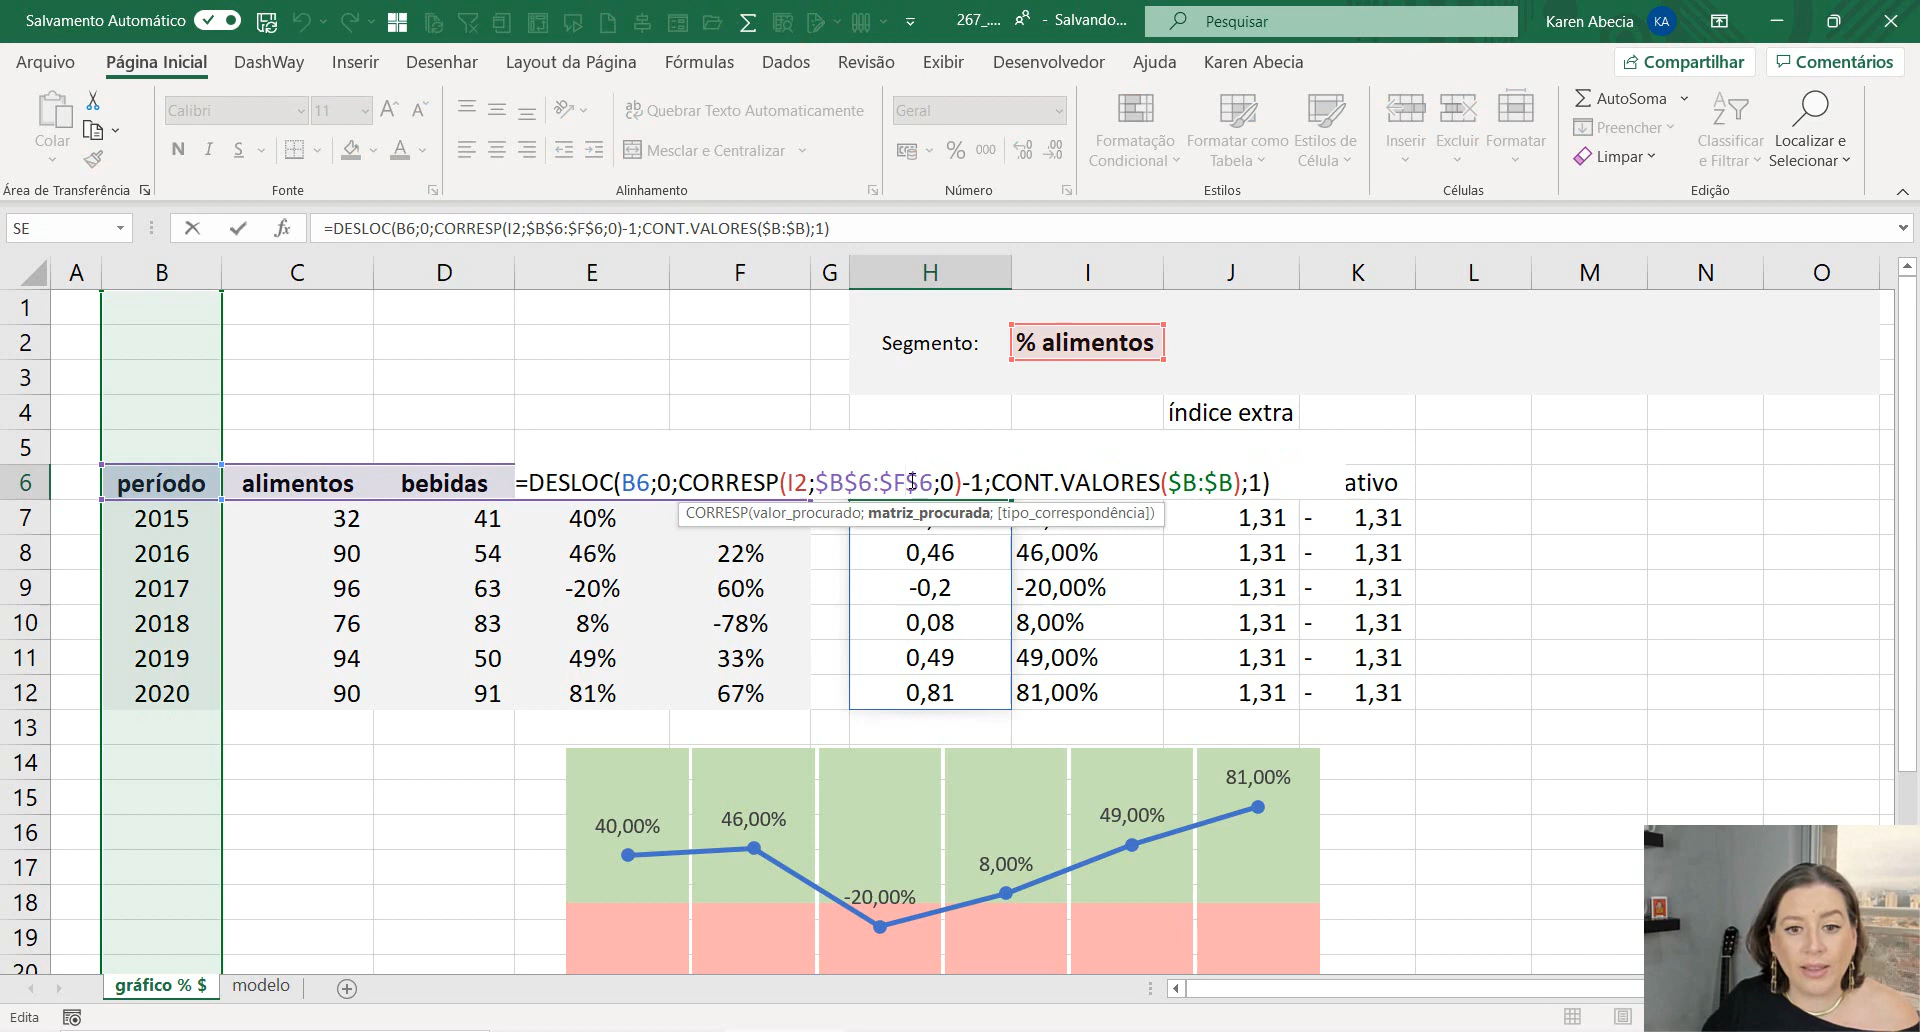 Salvamento Automático
267_.... - Salvando...
Pesquisar
Karen Abecia KA
Arquivo Página Inicial DashWay Inserir Desenhar Layout da Página Fórmulas Dados Revisão Exibir Desenvolvedor Ajuda Karen Abecia
Compartilhar Comentários
Colar
Área de Transferência
Calibri 11
N I S
Fonte
Quebrar Texto Automaticamente
Mesclar e Centralizar
Alinhamento
Geral
% 000
Número
Formatação Condicional
Formatar como Tabela
Estilos de Célula
Estilos
Inserir Excluir Formatar
Células
AutoSoma
Preencher
Limpar
Classificar e Filtrar
Localizar e Selecionar
Edição
SE
=DESLOC(B6;0;CORRESP(I2;$B$6:$F$6;0)-1;CONT.VALORES($B:$B);1)
A B C D E F G H I J K L M N O
1
2 Segmento: % alimentos
3
4 índice extra
5
6 período alimentos bebidas =DESLOC(B6;0;CORRESP(I2;$B$6:$F$6;0)-1;CONT.VALORES($B:$B);1) ativo
CORRESP(valor_procurado; matriz_procurada; [tipo_correspondência])
7 2015 32 41 40% 1,31 - 1,31
8 2016 90 54 46% 22% 0,46 46,00% 1,31 - 1,31
9 2017 96 63 -20% 60% -0,2 -20,00% 1,31 - 1,31
10 2018 76 83 8% -78% 0,08 8,00% 1,31 - 1,31
11 2019 94 50 49% 33% 0,49 49,00% 1,31 - 1,31
12 2020 90 91 81% 67% 0,81 81,00% 1,31 - 1,31
13
14
15
16
17
18
19
20
40,00% 46,00% -20,00% 8,00% 49,00% 81,00%
gráfico % $ modelo
Edita